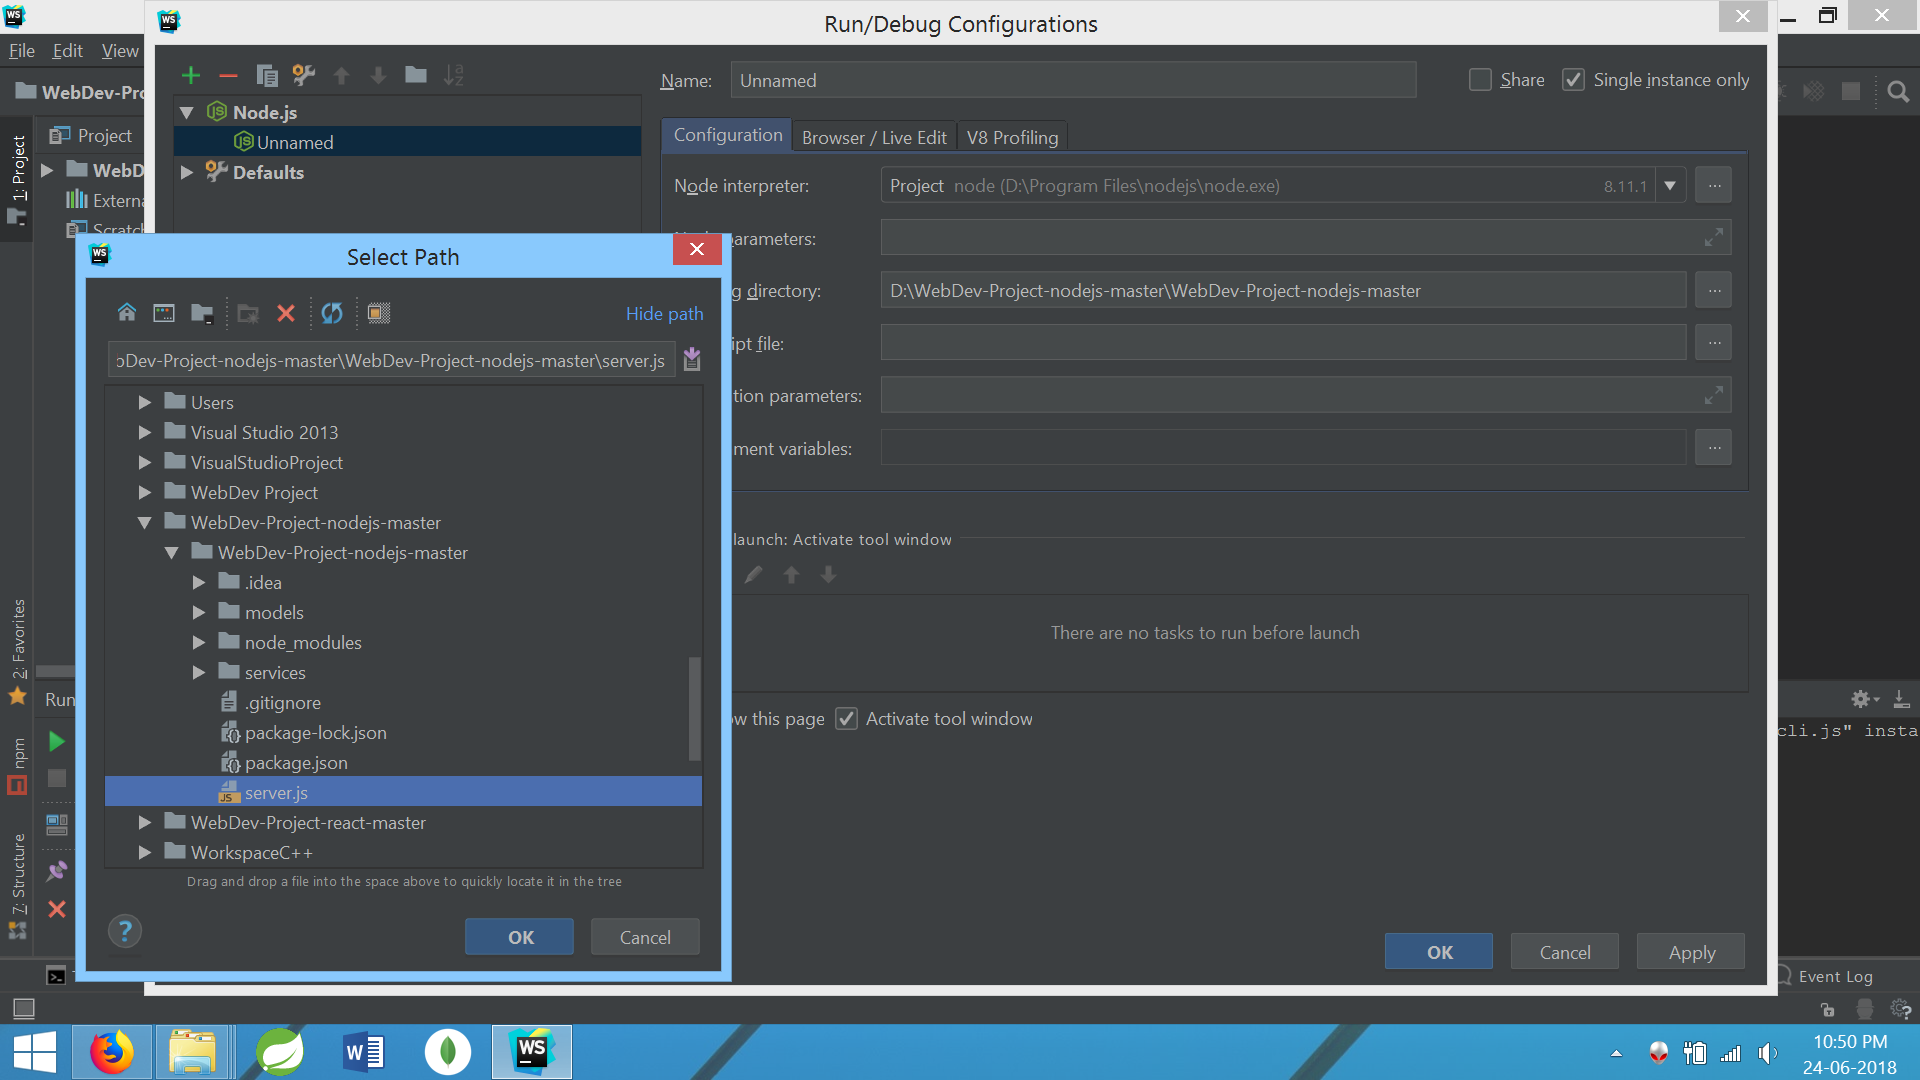 WS
WS
Run/Debug Configurations
File Edit View
WebDev-Pro
Name: Unnamed
Share
Single instance only
Project
Node.js
Unnamed
Defaults
1: Project
WebD
Externa
Scratch
Configuration
Browser / Live Edit
V8 Profiling
Node interpreter: Project node (D:\Program Files\nodejs\node.exe) 8.11.1
arameters:
g directory: D:\WebDev-Project-nodejs-master\WebDev-Project-nodejs-master
ipt file:
tion parameters:
ment variables:
launch: Activate tool window
There are no tasks to run before launch
w this page
Activate tool window
OK
Cancel
Apply
WS
Select Path
Hide path
oDev-Project-nodejs-master\WebDev-Project-nodejs-master\server.js
Users
Visual Studio 2013
VisualStudioProject
WebDev Project
WebDev-Project-nodejs-master
WebDev-Project-nodejs-master
.idea
models
node_modules
services
.gitignore
package-lock.json
package.json
server.js
WebDev-Project-react-master
WorkspaceC++
Drag and drop a file into the space above to quickly locate it in the tree
?
OK
Cancel
2: Favorites
npm
7: Structure
Run
cli.js" insta
Event Log
W
WS
10:50 PM
24-06-2018